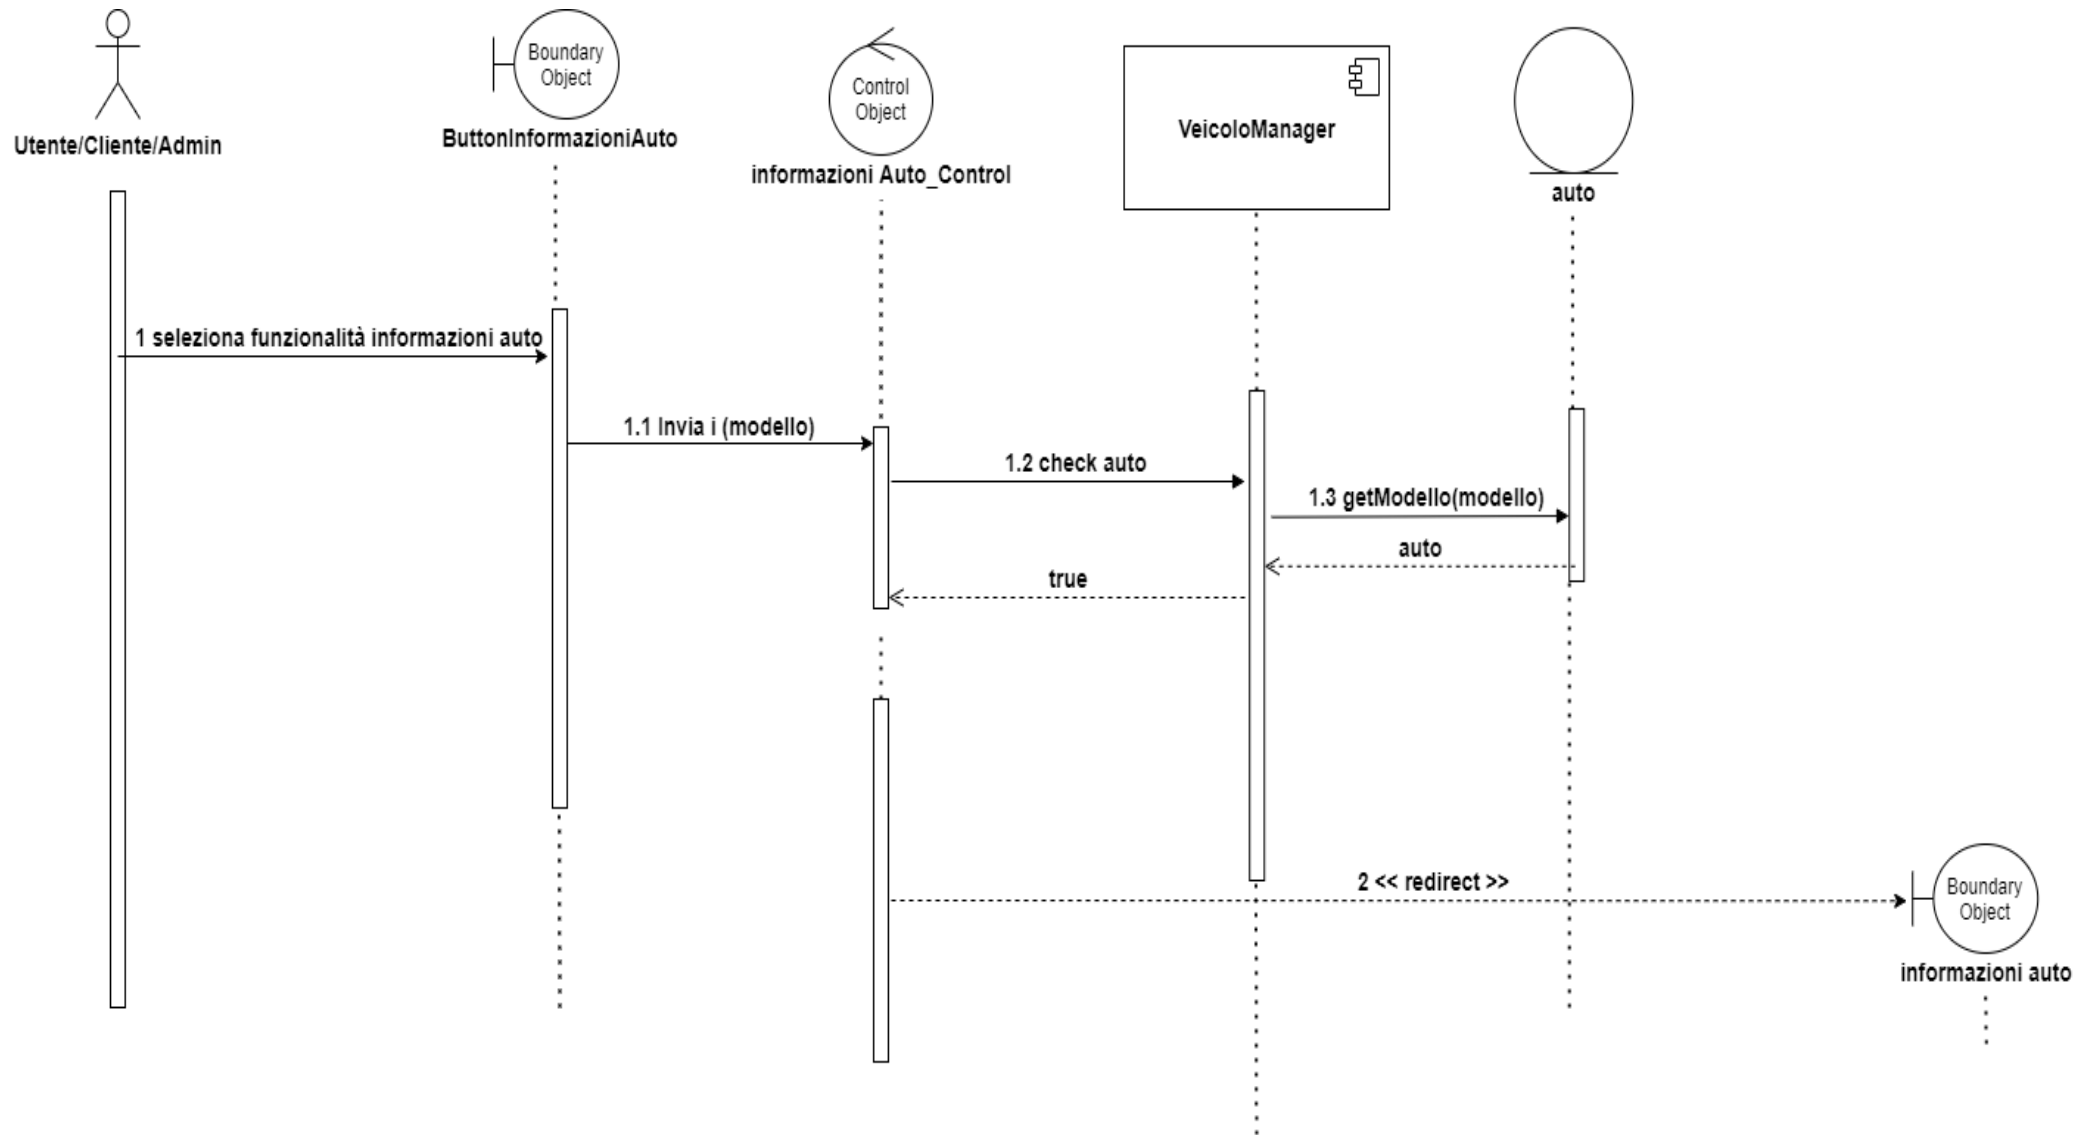 Boundary
Object
Control
Object
VeicoloManager
Utente/Cliente/Admin
ButtonInformazioniAuto
informazioni Auto_Control
auto
1 seleziona funzionalità informazioni auto
1.1 Invia i (modello)
1.2 check auto
1.3 getModello(modello)
auto
true
2 << redirect >>
Boundary
Object
informazioni auto